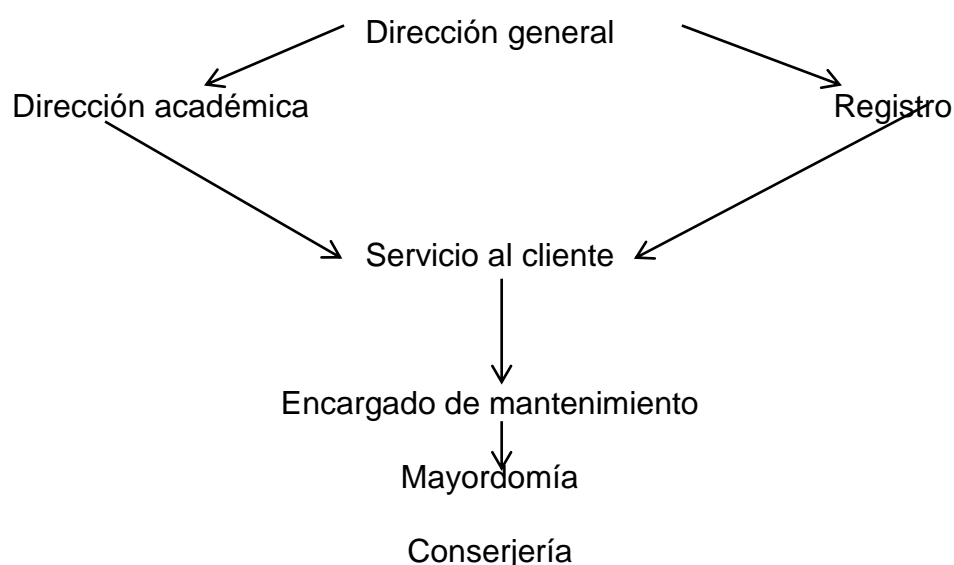 Dirección general
Dirección académica
Registro
Servicio al cliente
Encargado de mantenimiento
Mayordomía
Conserjería